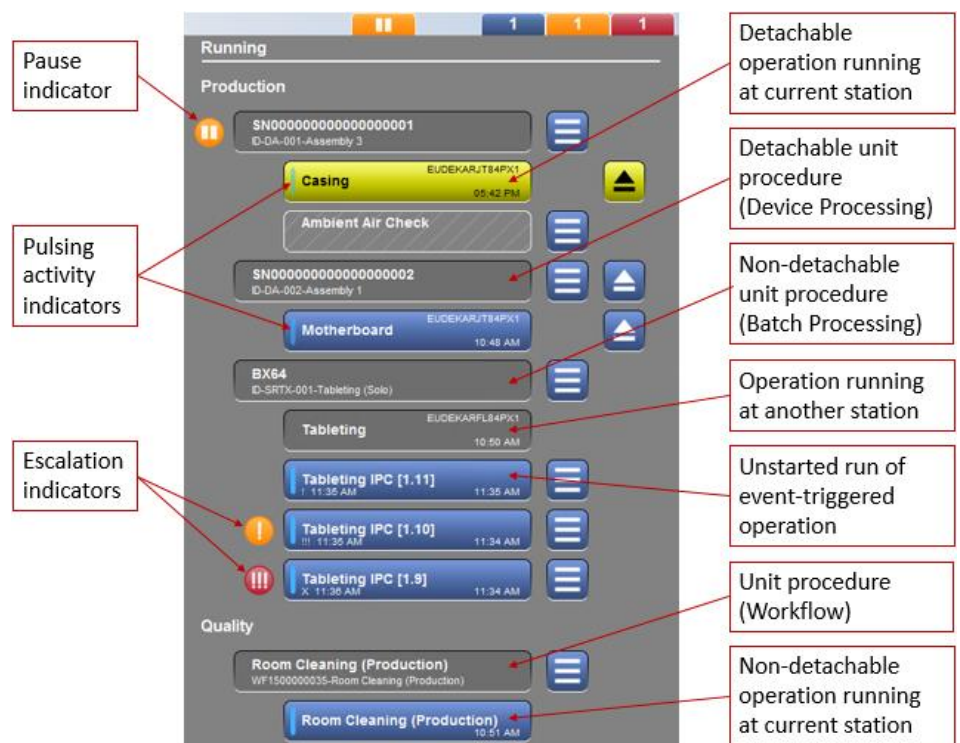 1
1
1
Running
Production
SN000000000000000001
ID-DA-001-Assembly 3
EUDEKARJT84PX1
Casing
05:42 PM
Ambient Air Check
SN000000000000000002
ID-DA-002-Assembly 1
EUDEKARJT84PX1
Motherboard
10:48 AM
BX64
ID-SRTX-001-Tableting (Solo)
EUDEKARFL84PX1
Tableting
10:50 AM
Tableting IPC [1.11]
! 11:35 AM 11:35 AM
Tableting IPC [1.10]
!!! 11:35 AM 11:34 AM
Tableting IPC [1.9]
X 11:36 AM 11:34 AM
Quality
Room Cleaning (Production)
WF1500000035-Room Cleaning (Production)
Room Cleaning (Production)
10:51 AM
Pause
indicator
Pulsing
activity
indicators
Escalation
indicators
!
!!!
Detachable
operation running
at current station
Detachable unit
procedure
(Device Processing)
Non-detachable
unit procedure
(Batch Processing)
Operation running
at another station
Unstarted run of
event-triggered
operation
Unit procedure
(Workflow)
Non-detachable
operation running
at current station